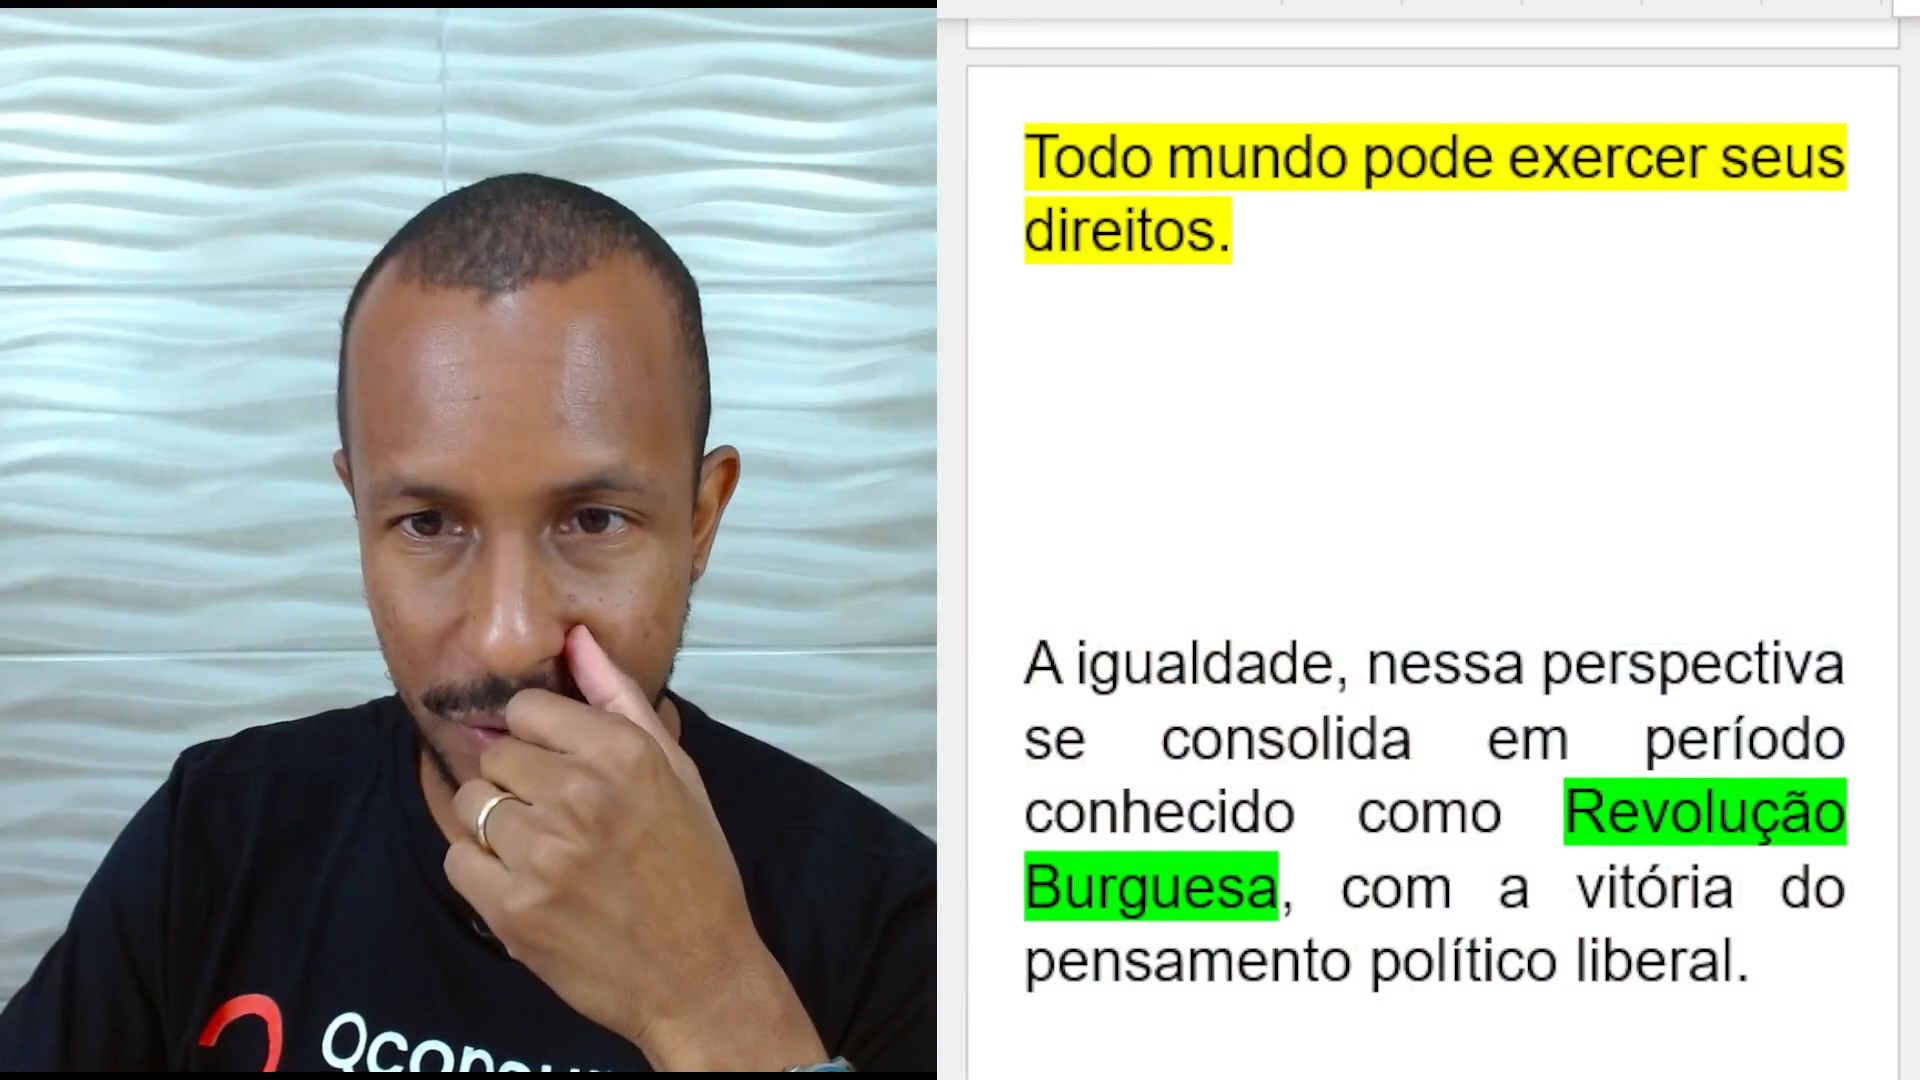 Todo mundo pode exercer seus
direitos.
A igualdade, nessa perspectiva
se consolida em período
conhecido como Revolução
Burguesa, com a vitória do
pensamento político liberal.